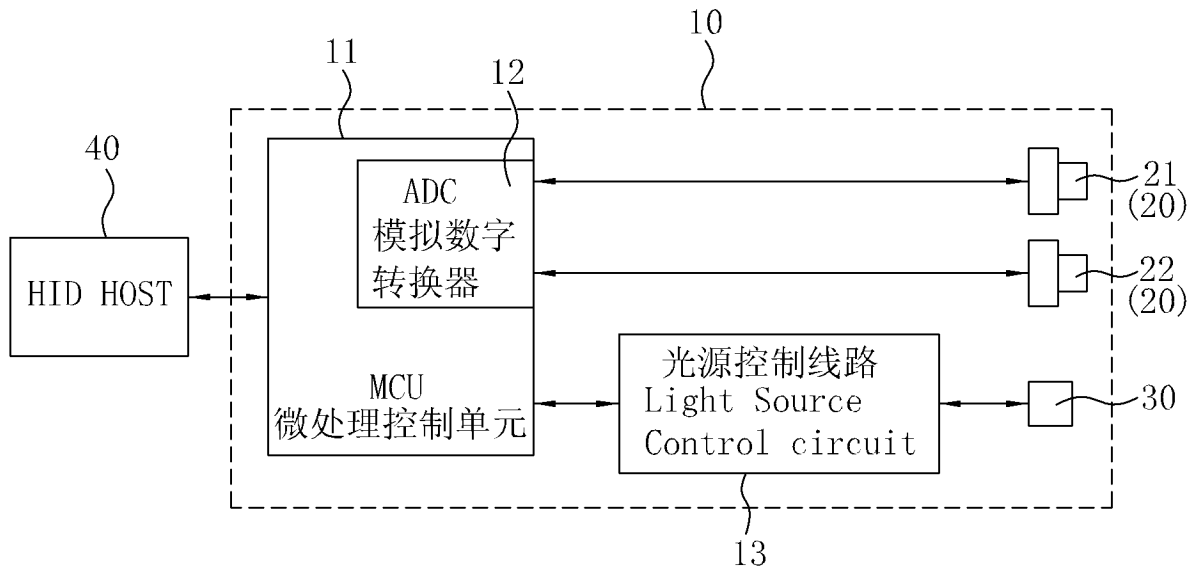 10
11
12
40
ADC
模拟数字
转换器
21
(20)
HID HOST
22
(20)
MCU
微处理控制单元
光源控制线路
Light Source
Control circuit
30
13